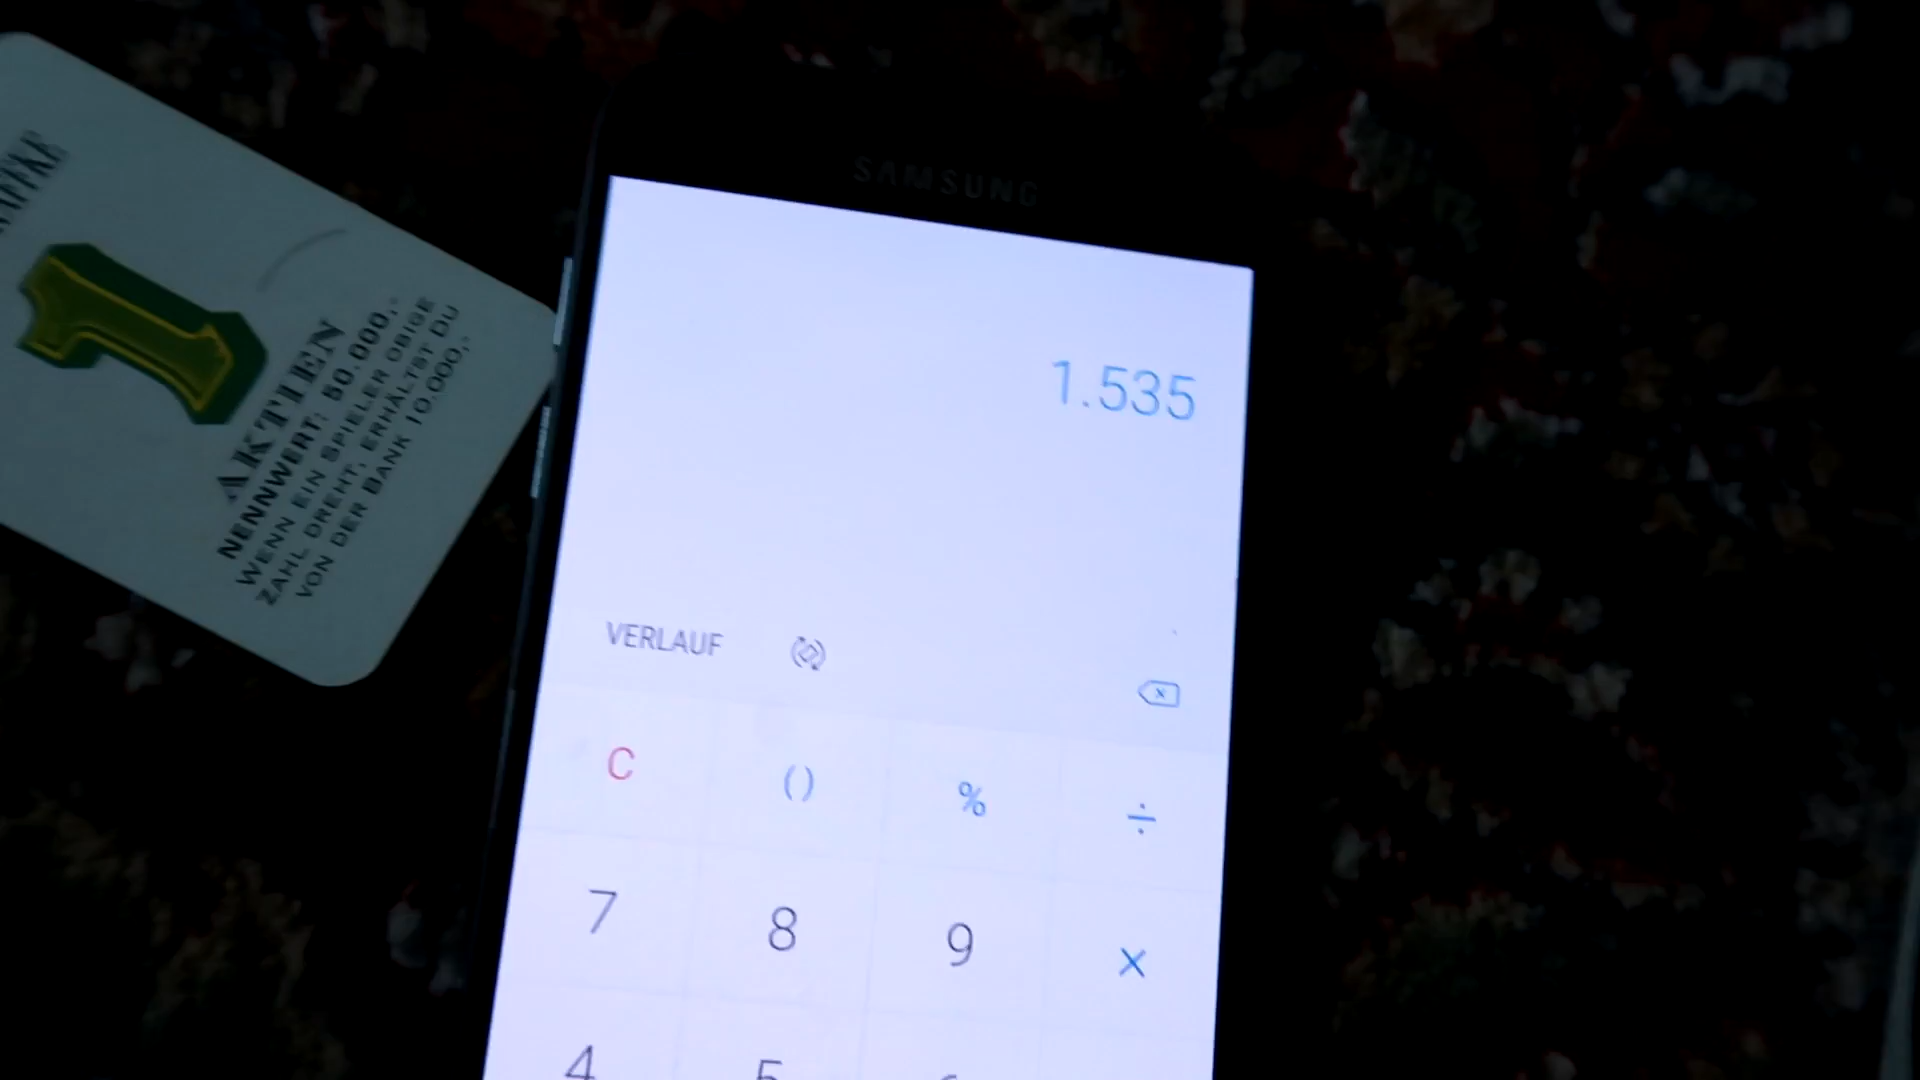 1
AKTIEN
NENNWERT: 50.000,-
WENN EIN SPIELER OBIGE
ZAHL DREHT, ERHÄLTST DU
VON DER BANK 10.000,-
SAMSUNG
1.535
VERLAUF
C
()
%
÷
7
8
9
×
4
5